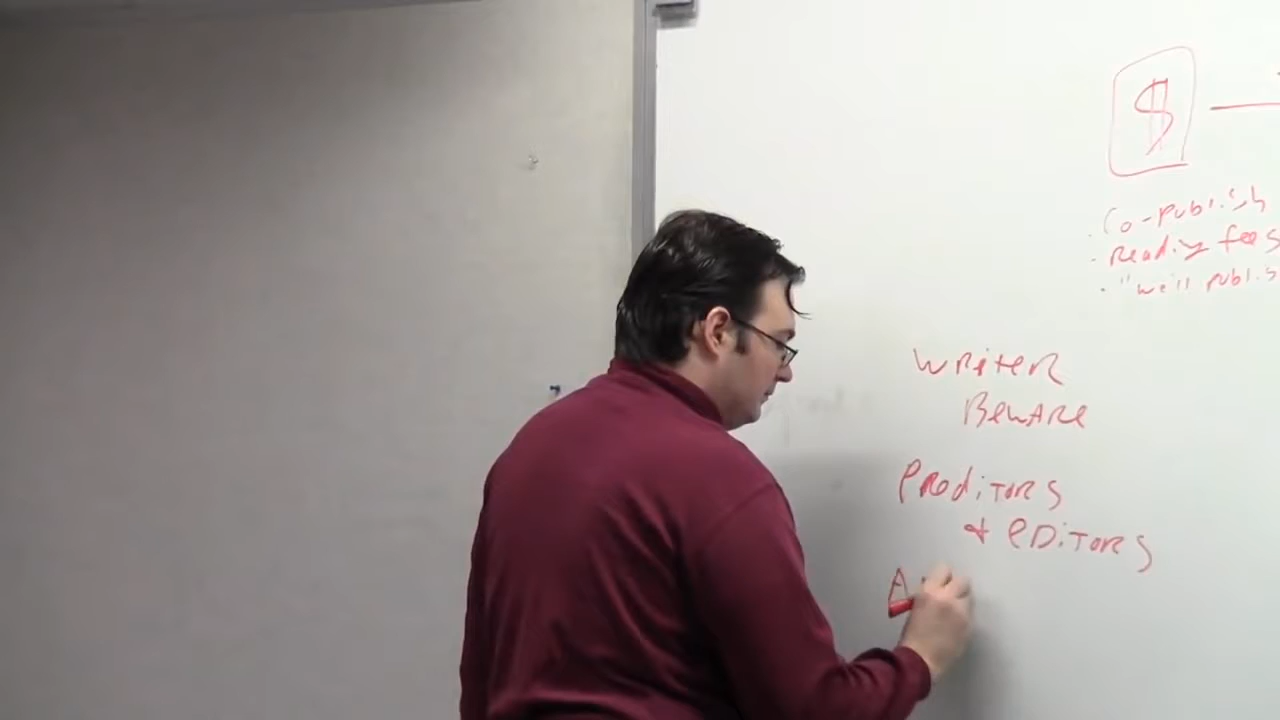 $
· Co-publish
· Reading fees
· "we'll publis
Writer
Beware
Preditors
& Editors
A